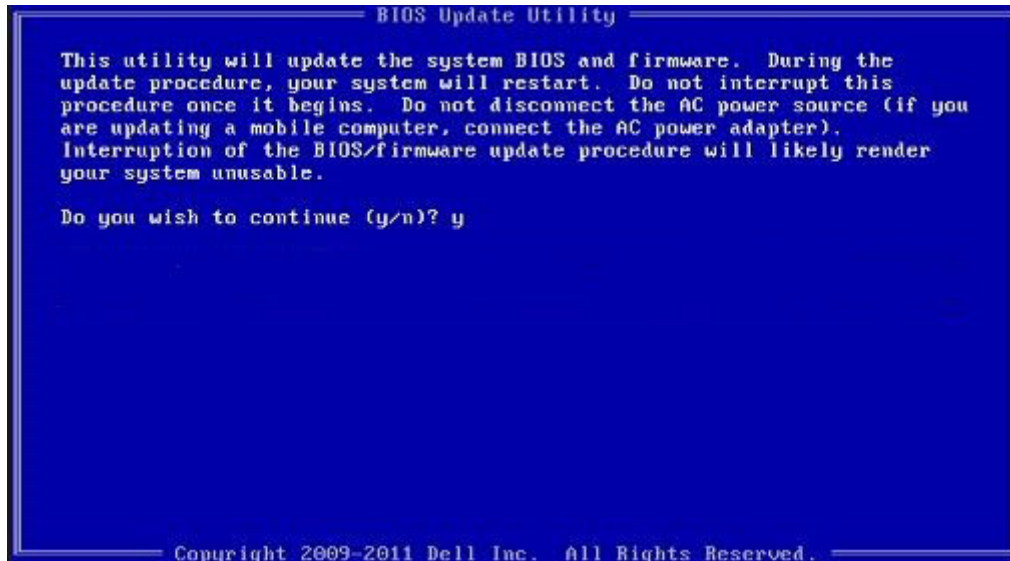 BIOS Update Utility
This utility will update the system BIOS and firmware.  During the
update procedure, your system will restart.  Do not interrupt this
procedure once it begins.  Do not disconnect the AC power source (if you
are updating a mobile computer, connect the AC power adapter).
Interruption of the BIOS/firmware update procedure will likely render
your system unusable.
Do you wish to continue (y/n)? y
Copyright 2009-2011 Dell Inc.  All Rights Reserved.